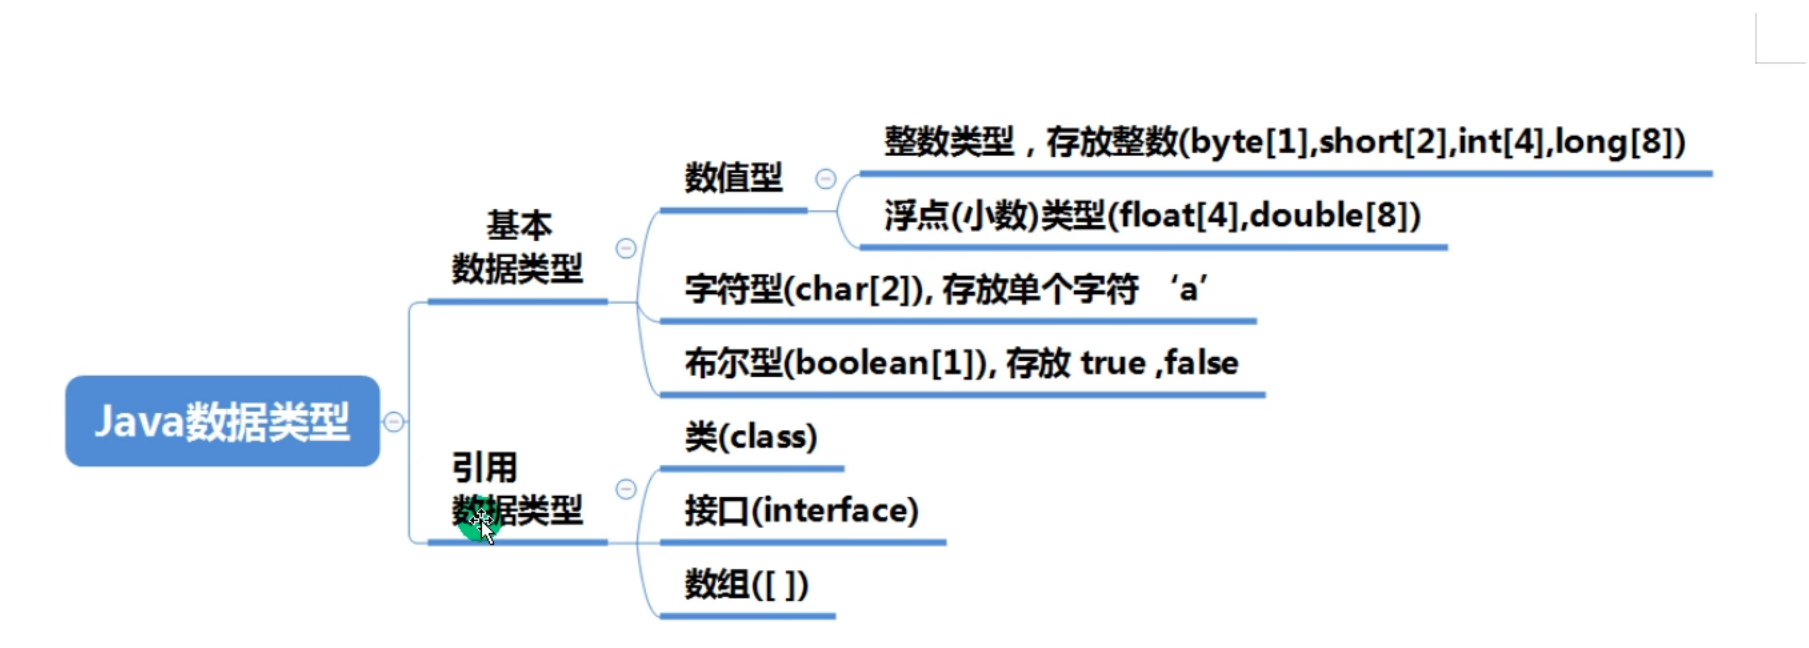 整数类型，存放整数(byte[1],short[2],int[4],long[8])
数值型
浮点(小数)类型(float[4],double[8])
基本
数据类型
字符型(char[2]), 存放单个字符 ‘a’
布尔型(boolean[1]), 存放 true ,false
Java数据类型
类(class)
引用
数据类型
接口(interface)
数组([ ])